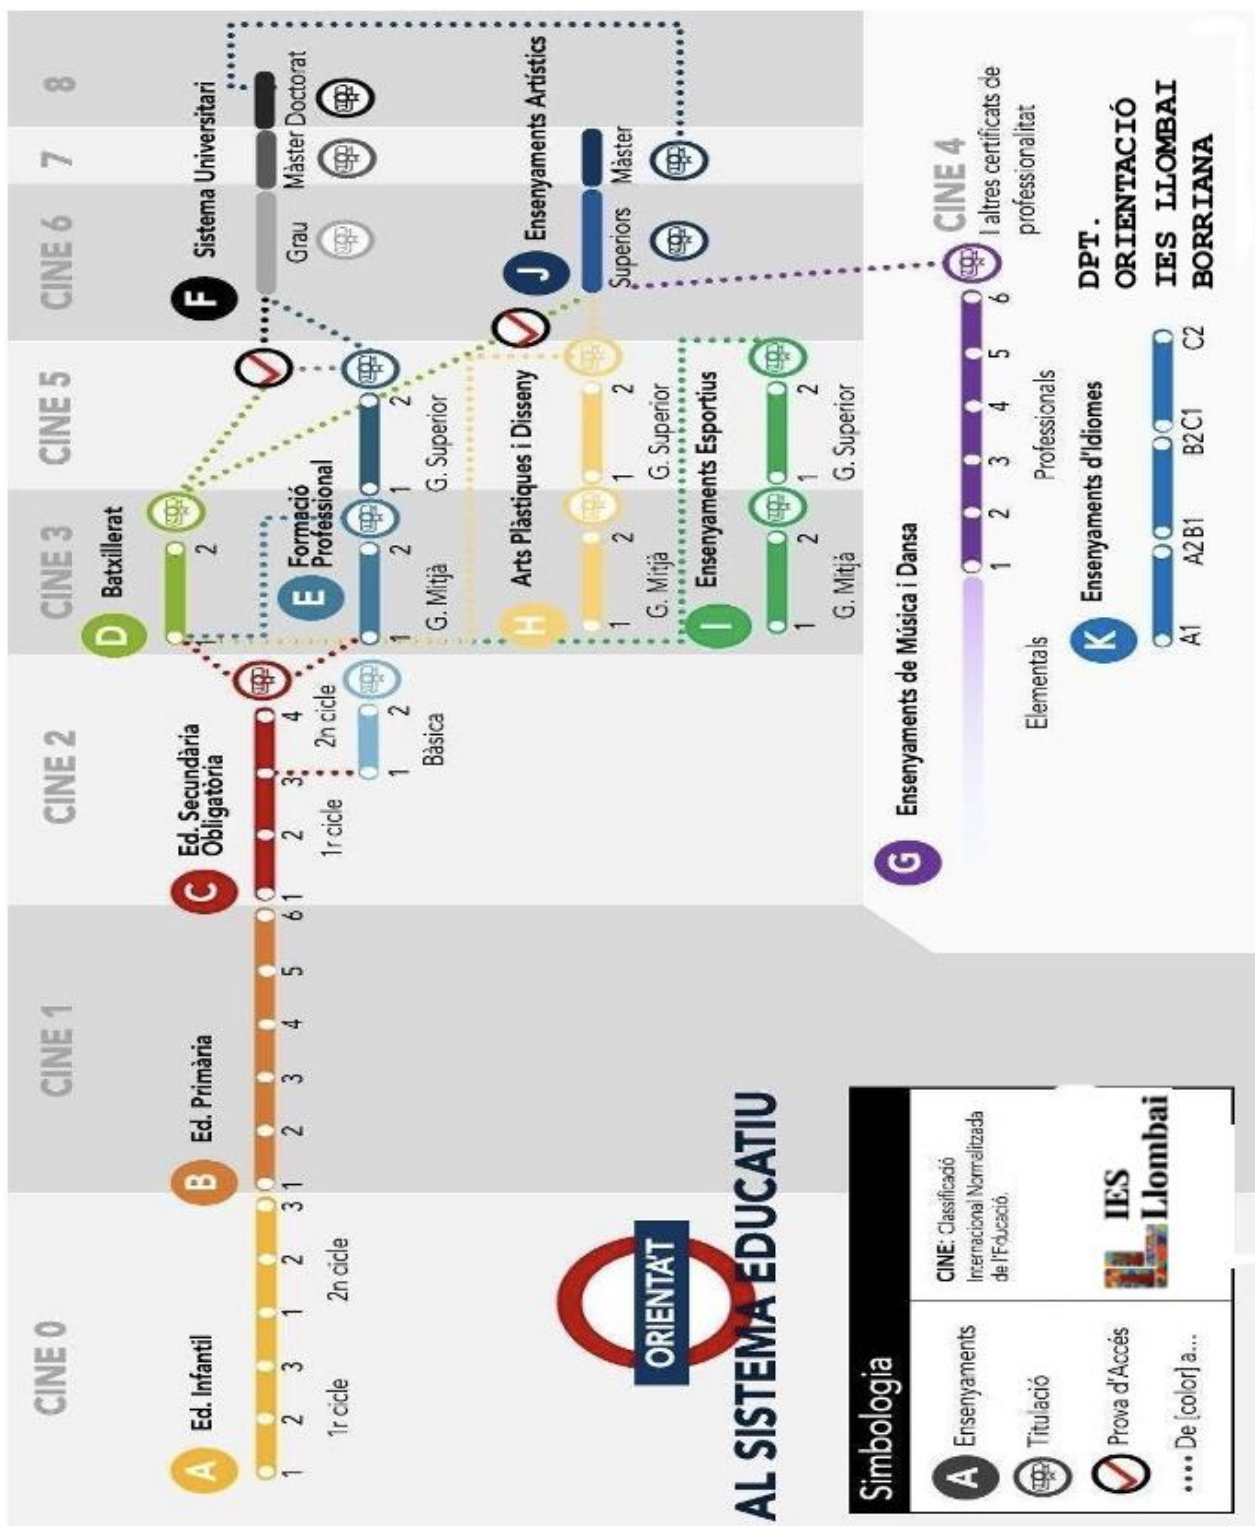 CINE 0
CINE 1
CINE 2
CINE 3
CINE 5
CINE 6
7
8
A
Ed. Infantil
1
2
3
1
2
3
1r cicle
2n cicle
B
Ed. Primària
1
2
3
4
5
6
C
Ed. Secundària
Obligatòria
1
2
3
4
1r cicle
2n cicle
1
2
Bàsica
D
Batxillerat
1
2
E
Formació
Professional
1
2
G. Mitjà
1
2
G. Superior
F
Sistema Universitari
Grau
Màster
Doctorat
H
Arts Plàstiques i Disseny
1
2
G. Mitjà
1
2
G. Superior
J
Ensenyaments Artístics
Superiors
Màster
I
Ensenyaments Esportius
1
2
G. Mitjà
1
2
G. Superior
G
Ensenyaments de Música i Dansa
Elementals
1
2
3
4
5
6
Professionals
CINE 4
I altres certificats de
professionalitat
K
Ensenyaments d'Idiomes
A1
A2
B1
B2
C1
C2
DPT.
ORIENTACIÓ
IES LLOMBAI
BORRIANA
ORIENTA'T
AL SISTEMA EDUCATIU
Simbologia
A
Ensenyaments
Titulació
Prova d'Accés
De [color] a...
CINE: Classificació
Internacional Normalitzada
de l'Educació.
IES
Llombai